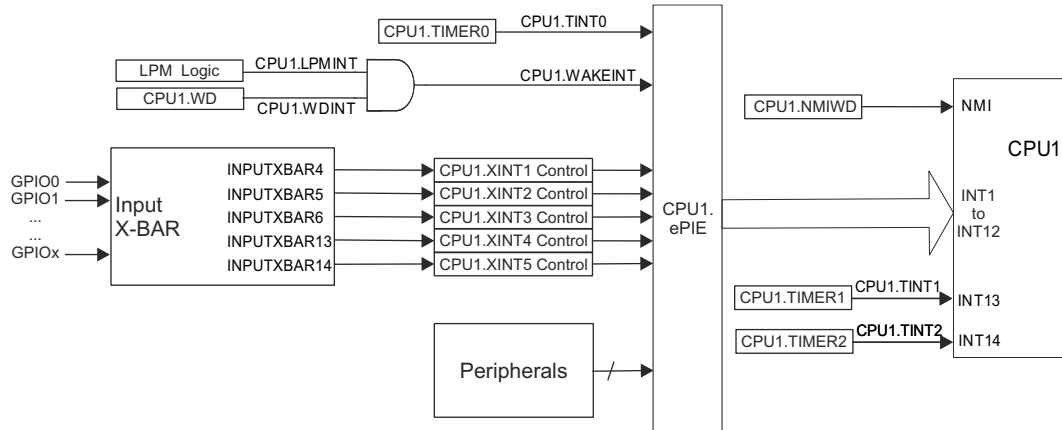 CPU1.TIMER0
CPU1.TINT0
LPM Logic
CPU1.LPMINT
CPU1.WD
CPU1.WDINT
CPU1.WAKEINT
GPIO0
GPIO1
...
...
GPIOx
Input
X-BAR
INPUTXBAR4
INPUTXBAR5
INPUTXBAR6
INPUTXBAR13
INPUTXBAR14
CPU1.XINT1 Control
CPU1.XINT2 Control
CPU1.XINT3 Control
CPU1.XINT4 Control
CPU1.XINT5 Control
Peripherals
CPU1.
ePIE
CPU1.NMIWD
NMI
CPU1
INT1
to
INT12
CPU1.TIMER1
CPU1.TINT1
INT13
CPU1.TIMER2
CPU1.TINT2
INT14